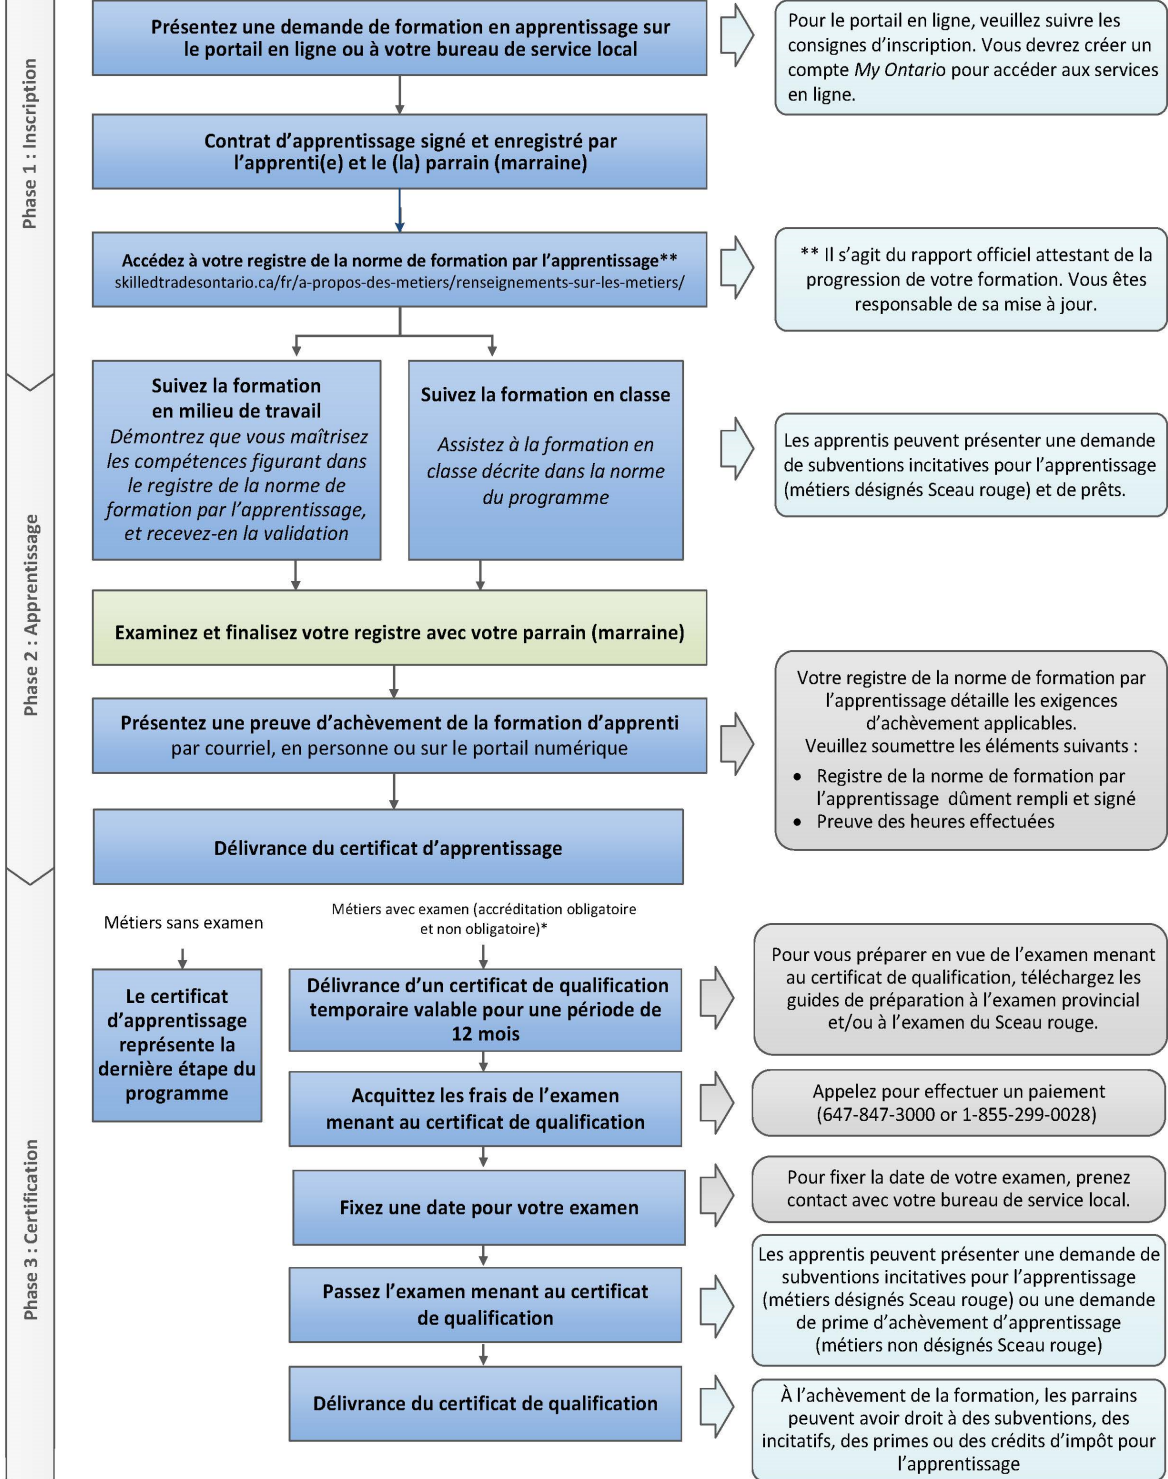 Présentez une demande de formation en apprentissage sur
le portail en ligne ou à votre bureau de service local
Pour le portail en ligne, veuillez suivre les
consignes d’inscription. Vous devrez créer un
compte My Ontario pour accéder aux services
en ligne.
Phase 1 : Inscription
Contrat d’apprentissage signé et enregistré par
l’apprenti(e) et le (la) parrain (marraine)
Accédez à votre registre de la norme de formation par l’apprentissage**
skilledtradesontario.ca/fr/a-propos-des-metiers/renseignements-sur-les-metiers/
** Il s’agit du rapport officiel attestant de la
progression de votre formation. Vous êtes
responsable de sa mise à jour.
Phase 2 : Apprentissage
Suivez la formation
en milieu de travail
Démontrez que vous maîtrisez
les compétences figurant dans
le registre de la norme de
formation par l’apprentissage,
et recevez-en la validation
Suivez la formation en classe
Assistez à la formation en
classe décrite dans la norme
du programme
Les apprentis peuvent présenter une demande
de subventions incitatives pour l’apprentissage
(métiers désignés Sceau rouge) et de prêts.
Examinez et finalisez votre registre avec votre parrain (marraine)
Présentez une preuve d’achèvement de la formation d’apprenti
par courriel, en personne ou sur le portail numérique
Votre registre de la norme de formation par
l’apprentissage détaille les exigences
d’achèvement applicables.
Veuillez soumettre les éléments suivants :
• Registre de la norme de formation par
l’apprentissage dûment rempli et signé
• Preuve des heures effectuées
Délivrance du certificat d’apprentissage
Phase 3 : Certification
Métiers sans examen
Le certificat
d’apprentissage
représente la
dernière étape du
programme
Métiers avec examen (accréditation obligatoire
et non obligatoire)*
Délivrance d’un certificat de qualification
temporaire valable pour une période de
12 mois
Pour vous préparer en vue de l’examen menant
au certificat de qualification, téléchargez les
guides de préparation à l’examen provincial
et/ou à l’examen du Sceau rouge.
Acquittez les frais de l’examen
menant au certificat de qualification
Appelez pour effectuer un paiement
(647-847-3000 or 1-855-299-0028)
Fixez une date pour votre examen
Pour fixer la date de votre examen, prenez
contact avec votre bureau de service local.
Passez l’examen menant au certificat
de qualification
Les apprentis peuvent présenter une demande de
subventions incitatives pour l’apprentissage
(métiers désignés Sceau rouge) ou une demande
de prime d’achèvement d’apprentissage
(métiers non désignés Sceau rouge)
Délivrance du certificat de qualification
À l’achèvement de la formation, les parrains
peuvent avoir droit à des subventions, des
incitatifs, des primes ou des crédits d’impôt pour
l’apprentissage